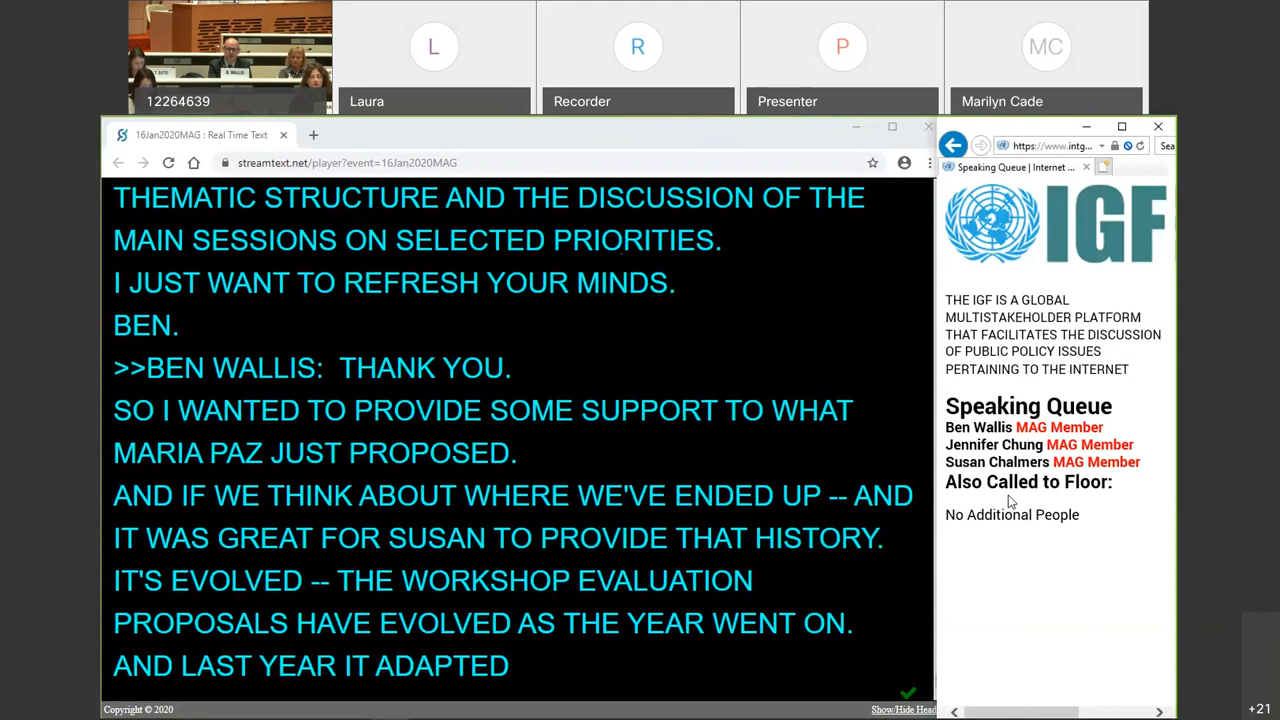 T SUTO
B. WALLIS
12264639
L
Laura
R
Recorder
P
Presenter
MC
Marilyn Cade
16Jan2020MAG : Real Time Text
streamtext.net/player?event=16Jan2020MAG
THEMATIC STRUCTURE AND THE DISCUSSION OF THE
MAIN SESSIONS ON SELECTED PRIORITIES.
I JUST WANT TO REFRESH YOUR MINDS.
BEN.
>>BEN WALLIS:  THANK YOU.
SO I WANTED TO PROVIDE SOME SUPPORT TO WHAT
MARIA PAZ JUST PROPOSED.
AND IF WE THINK ABOUT WHERE WE'VE ENDED UP -- AND
IT WAS GREAT FOR SUSAN TO PROVIDE THAT HISTORY.
IT'S EVOLVED -- THE WORKSHOP EVALUATION
PROPOSALS HAVE EVOLVED AS THE YEAR WENT ON.
AND LAST YEAR IT ADAPTED
Copyright © 2020
Show/Hide Head
https://www.intg...
Sea
Speaking Queue | Internet ...
IGF
THE IGF IS A GLOBAL
MULTISTAKEHOLDER PLATFORM
THAT FACILITATES THE DISCUSSION
OF PUBLIC POLICY ISSUES
PERTAINING TO THE INTERNET
Speaking Queue
Ben Wallis MAG Member
Jennifer Chung MAG Member
Susan Chalmers MAG Member
Also Called to Floor:
No Additional People
+21